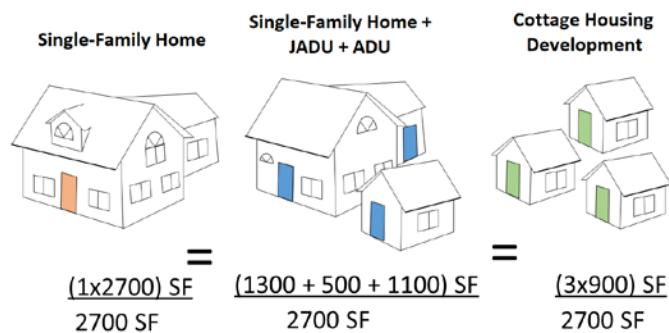 Single-Family Home
Single-Family Home +
JADU + ADU
Cottage Housing
Development
=
=
(1x2700) SF
2700 SF
(1300 + 500 + 1100) SF
2700 SF
(3x900) SF
2700 SF